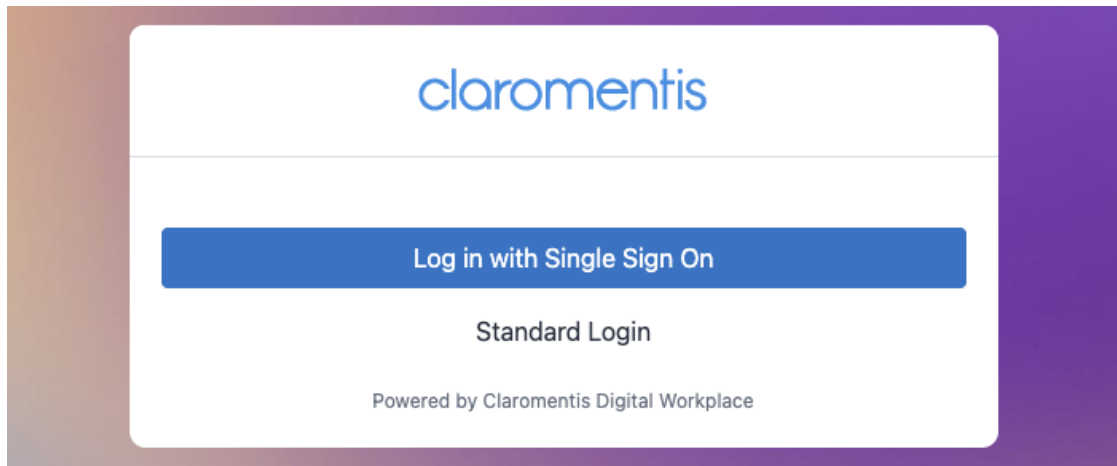 claromentis
Log in with Single Sign On
Standard Login
Powered by Claromentis Digital Workplace